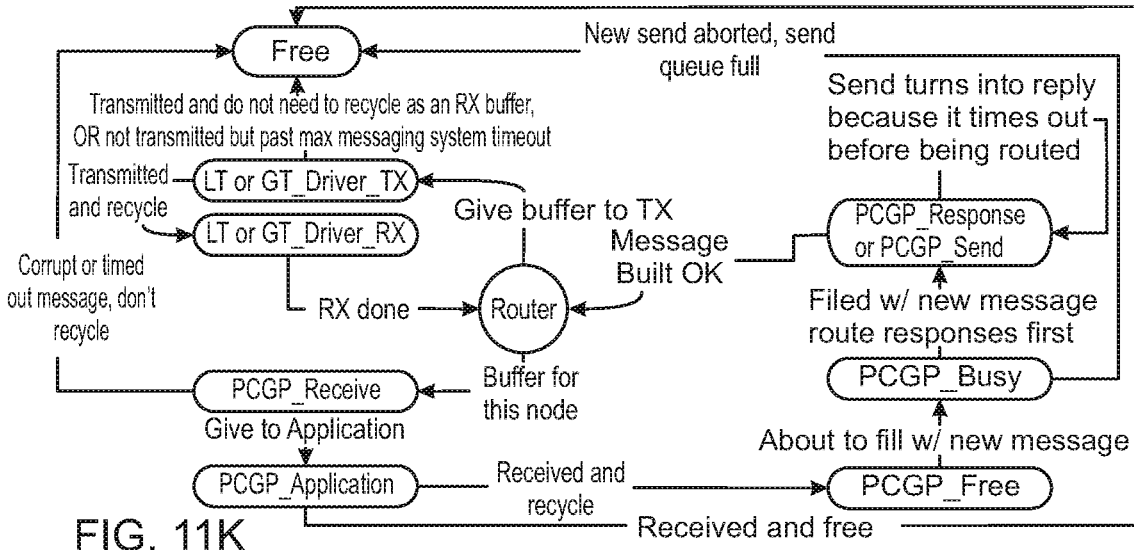 Free
New send aborted, send
queue full
Transmitted and do not need to recycle as an RX buffer,
OR not transmitted but past max messaging system timeout
Send turns into reply
because it times out
before being routed
Transmitted
and recycle
LT or GT_Driver_TX
LT or GT_Driver_RX
Give buffer to TX
Message
Built OK
PCGP_Response
or PCGP_Send
Corrupt or timed
out message, don't
recycle
RX done
Router
Filed w/ new message
route responses first
PCGP_Receive
Buffer for
this node
PCGP_Busy
Give to Application
About to fill w/ new message
PCGP_Application
Received and
recycle
PCGP_Free
Received and free
FIG. 11K